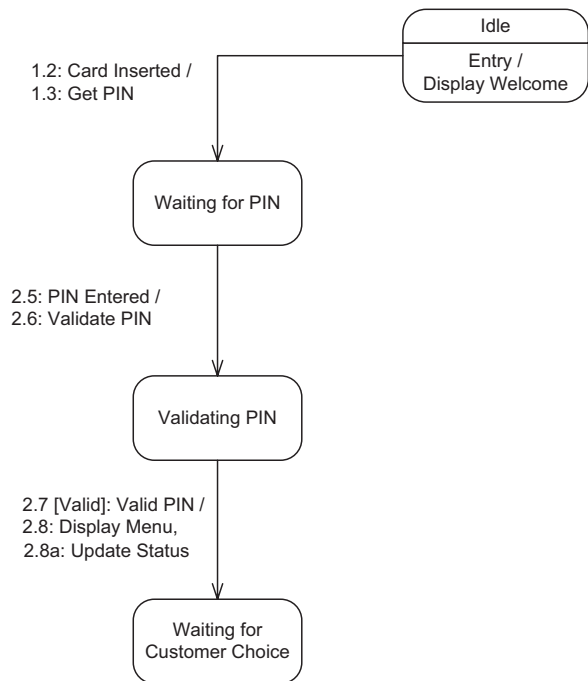 Idle
Entry /
Display Welcome
1.2: Card Inserted /
1.3: Get PIN
Waiting for PIN
2.5: PIN Entered /
2.6: Validate PIN
Validating PIN
2.7 [Valid]: Valid PIN /
2.8: Display Menu,
2.8a: Update Status
Waiting for
Customer Choice